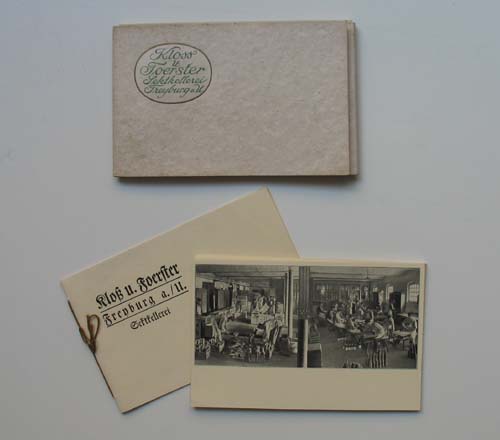 Kloss
u
Foerster
Sektkellerei
Freyburg a.U.
Kloß u. Foerster
Freyburg a./U.
Sektkellerei